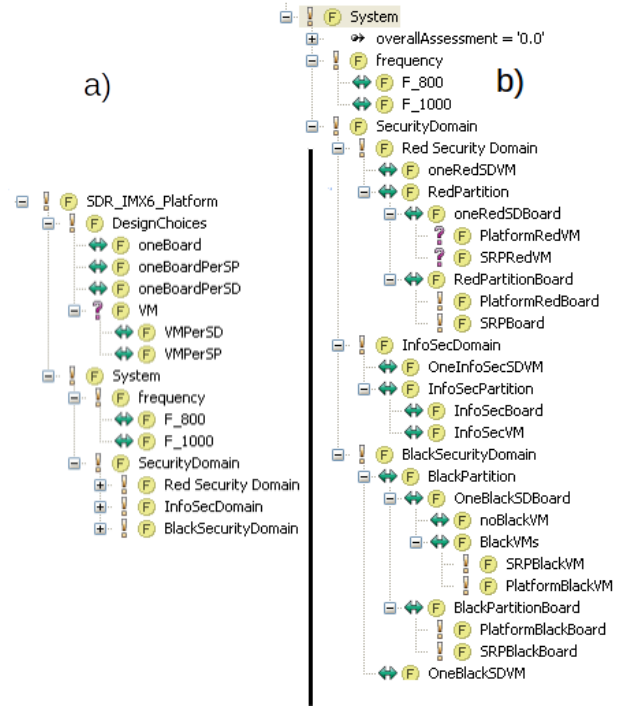 a)
SDR_IMX6_Platform
DesignChoices
oneBoard
oneBoardPerSP
oneBoardPerSD
VM
VMPerSD
VMPerSP
System
frequency
F_800
F_1000
SecurityDomain
Red Security Domain
InfoSecDomain
BlackSecurityDomain
b)
System
overallAssessment = '0.0'
frequency
F_800
F_1000
SecurityDomain
Red Security Domain
oneRedSDVM
RedPartition
oneRedSDBoard
PlatformRedVM
SRPRedVM
RedPartitionBoard
PlatformRedBoard
SRPBoard
InfoSecDomain
OneInfoSecSDVM
InfoSecPartition
InfoSecBoard
InfoSecVM
BlackSecurityDomain
BlackPartition
OneBlackSDBoard
noBlackVM
BlackVMs
SRPBlackVM
PlatformBlackVM
BlackPartitionBoard
PlatformBlackBoard
SRPBlackBoard
OneBlackSDVM